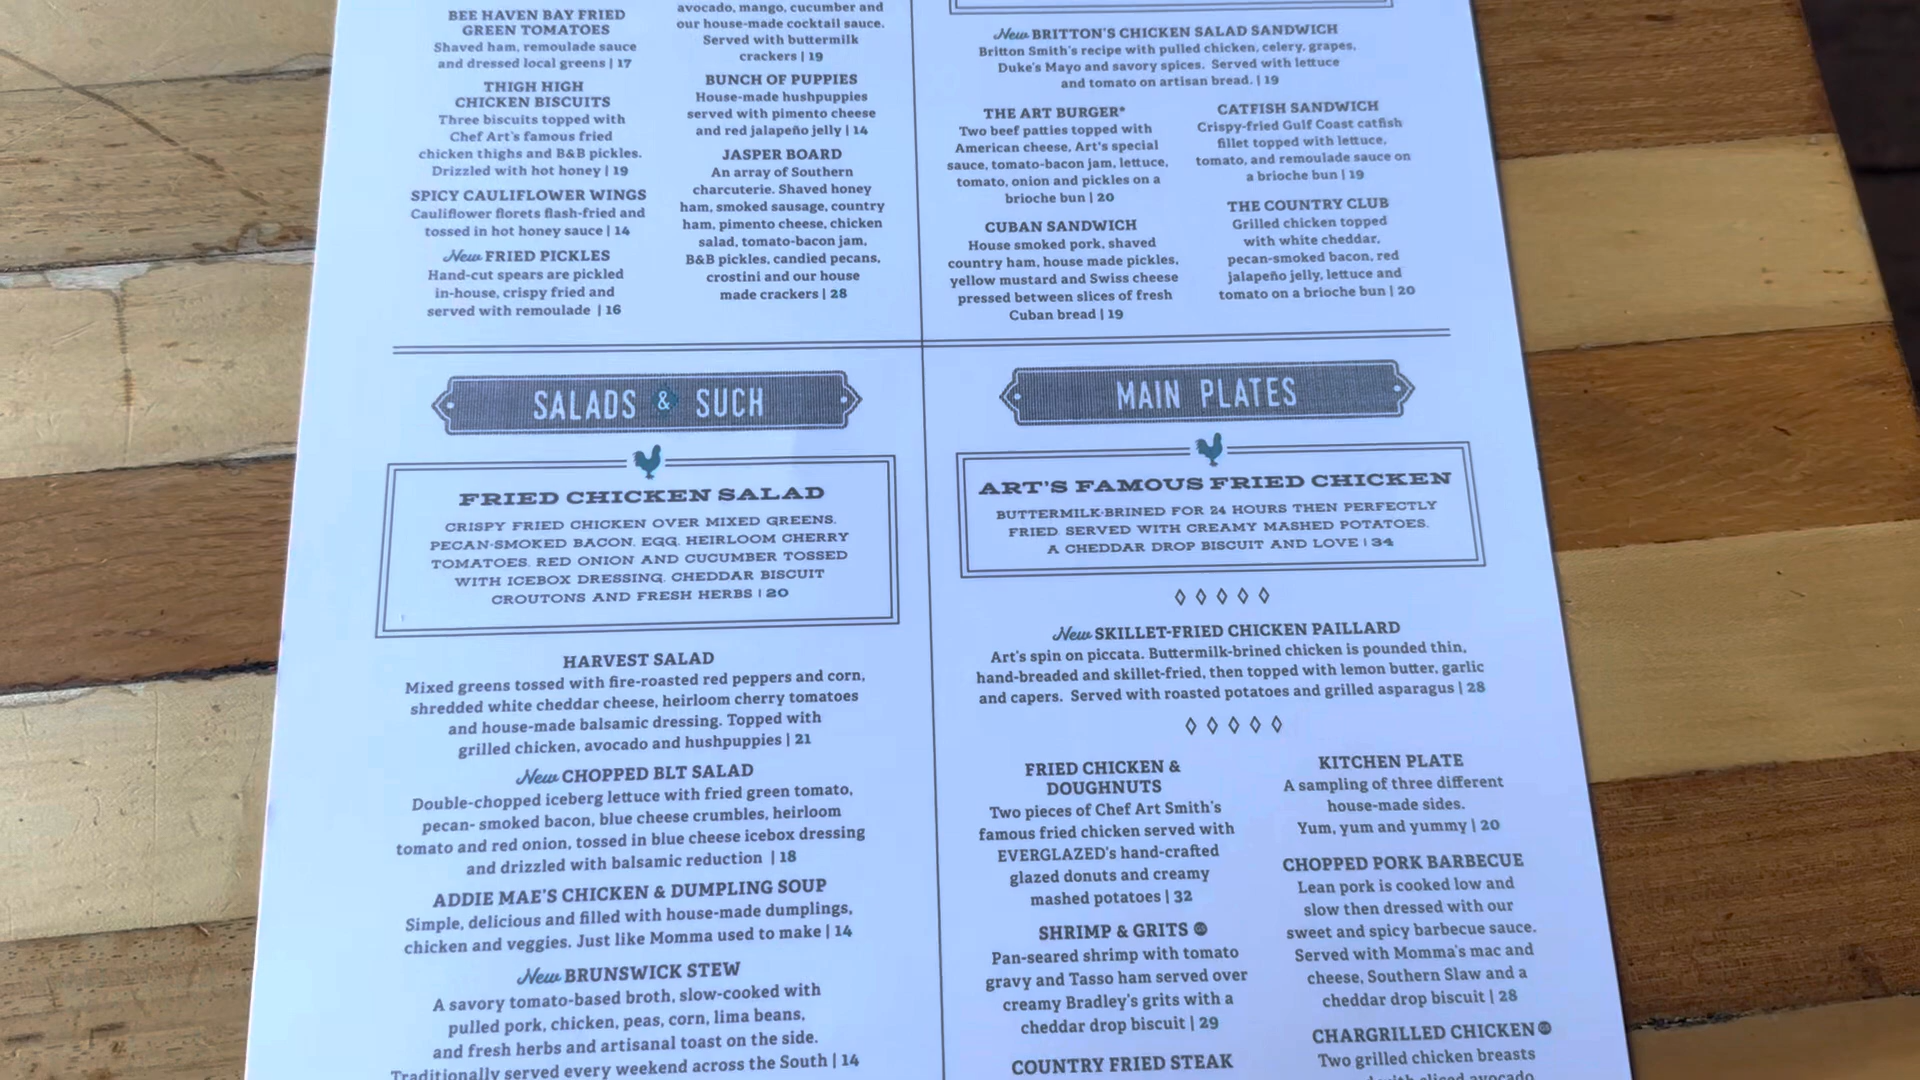 BEE HAVEN BAY FRIED
GREEN TOMATOES
Shaved ham, remoulade sauce
and dressed local greens | 17
THIGH HIGH
CHICKEN BISCUITS
Three biscuits topped with
Chef Art's famous fried
chicken thighs and B&B pickles.
Drizzled with hot honey | 19
SPICY CAULIFLOWER WINGS
Cauliflower florets flash-fried and
tossed in hot honey sauce | 14
New FRIED PICKLES
Hand-cut spears are pickled
in-house, crispy fried and
served with remoulade | 16
avocado, mango, cucumber and
our house-made cocktail sauce.
Served with buttermilk
crackers | 19
BUNCH OF PUPPIES
House-made hushpuppies
served with pimento cheese
and red jalapeño jelly | 14
JASPER BOARD
An array of Southern
charcuterie. Shaved honey
ham, smoked sausage, country
ham, pimento cheese, chicken
salad, tomato-bacon jam,
B&B pickles, candied pecans,
crostini and our house
made crackers | 28
New BRITTON'S CHICKEN SALAD SANDWICH
Britton Smith's recipe with pulled chicken, celery, grapes,
Duke's Mayo and savory spices. Served with lettuce
and tomato on artisan bread. | 19
THE ART BURGER*
Two beef patties topped with
American cheese, Art's special
sauce, tomato-bacon jam, lettuce,
tomato, onion and pickles on a
brioche bun | 20
CUBAN SANDWICH
House smoked pork, shaved
country ham, house made pickles,
yellow mustard and Swiss cheese
pressed between slices of fresh
Cuban bread | 19
CATFISH SANDWICH
Crispy-fried Gulf Coast catfish
fillet topped with lettuce,
tomato, and remoulade sauce on
a brioche bun | 19
THE COUNTRY CLUB
Grilled chicken topped
with white cheddar,
pecan-smoked bacon, red
jalapeño jelly, lettuce and
tomato on a brioche bun | 20
SALADS & SUCH
FRIED CHICKEN SALAD
CRISPY FRIED CHICKEN OVER MIXED GREENS,
PECAN-SMOKED BACON, EGG, HEIRLOOM CHERRY
TOMATOES, RED ONION AND CUCUMBER TOSSED
WITH ICEBOX DRESSING, CHEDDAR BISCUIT
CROUTONS AND FRESH HERBS | 20
HARVEST SALAD
Mixed greens tossed with fire-roasted red peppers and corn,
shredded white cheddar cheese, heirloom cherry tomatoes
and house-made balsamic dressing. Topped with
grilled chicken, avocado and hushpuppies | 21
New CHOPPED BLT SALAD
Double-chopped iceberg lettuce with fried green tomato,
pecan- smoked bacon, blue cheese crumbles, heirloom
tomato and red onion, tossed in blue cheese icebox dressing
and drizzled with balsamic reduction | 18
ADDIE MAE'S CHICKEN & DUMPLING SOUP
Simple, delicious and filled with house-made dumplings,
chicken and veggies. Just like Momma used to make | 14
New BRUNSWICK STEW
A savory tomato-based broth, slow-cooked with
pulled pork, chicken, peas, corn, lima beans,
and fresh herbs and artisanal toast on the side.
Traditionally served every weekend across the South | 14
MAIN PLATES
ART'S FAMOUS FRIED CHICKEN
BUTTERMILK-BRINED FOR 24 HOURS THEN PERFECTLY
FRIED. SERVED WITH CREAMY MASHED POTATOES,
A CHEDDAR DROP BISCUIT AND LOVE | 34
New SKILLET-FRIED CHICKEN PAILLARD
Art's spin on piccata. Buttermilk-brined chicken is pounded thin,
hand-breaded and skillet-fried, then topped with lemon butter, garlic
and capers. Served with roasted potatoes and grilled asparagus | 28
FRIED CHICKEN &
DOUGHNUTS
Two pieces of Chef Art Smith's
famous fried chicken served with
EVERGLAZED's hand-crafted
glazed donuts and creamy
mashed potatoes | 32
SHRIMP & GRITS
Pan-seared shrimp with tomato
gravy and Tasso ham served over
creamy Bradley's grits with a
cheddar drop biscuit | 29
COUNTRY FRIED STEAK
KITCHEN PLATE
A sampling of three different
house-made sides.
Yum, yum and yummy | 20
CHOPPED PORK BARBECUE
Lean pork is cooked low and
slow then dressed with our
sweet and spicy barbecue sauce.
Served with Momma's mac and
cheese, Southern Slaw and a
cheddar drop biscuit | 28
CHARGRILLED CHICKEN
Two grilled chicken breasts
sliced avocado